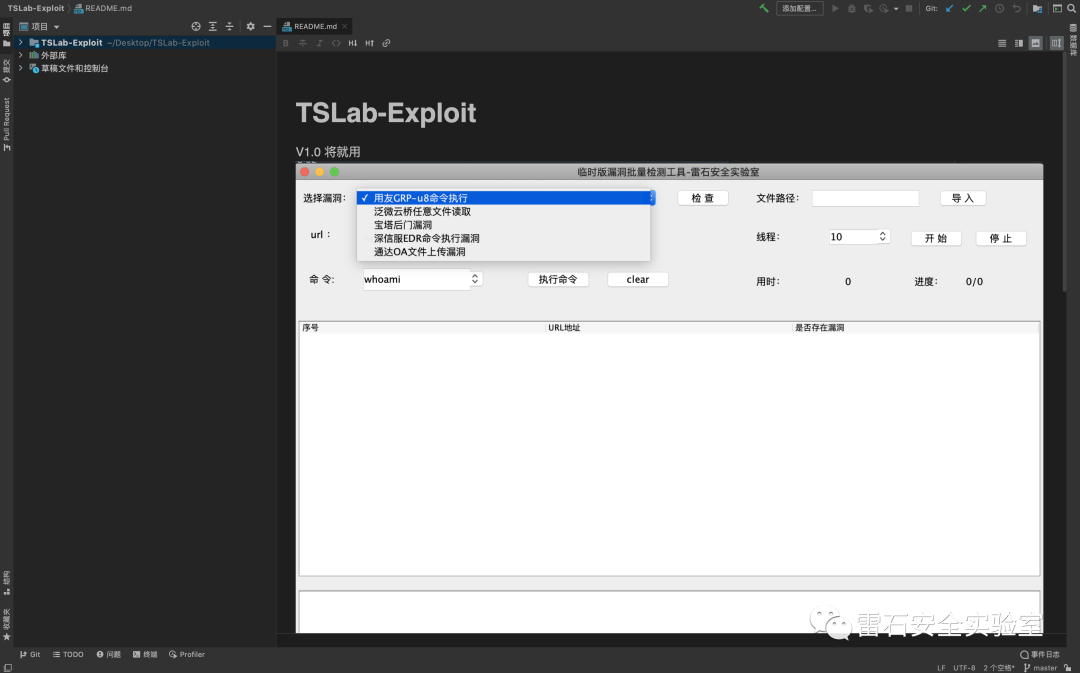 TSLab-Exploit
README.md
添加配置...
Git:
项目
README.md
项目
TSLab-Exploit ~/Desktop/TSLab-Exploit
外部库
草稿文件和控制台
提交
Pull Request
数据库
B
H↓
H↑
TSLab-Exploit
V1.0 将就用
临时版漏洞批量检测工具-雷石安全实验室
选择漏洞:
✓ 用友GRP-u8命令执行
泛微云桥任意文件读取
宝塔后门漏洞
深信服EDR命令执行漏洞
通达OA文件上传漏洞
检 查
文件路径:
导 入
url :
线程:
10
开 始
停 止
命 令:
whoami
执行命令
clear
用时:
0
进度:
0/0
序号
URL地址
是否存在漏洞
雷石安全实验室
结构
收藏夹
Git
TODO
问题
终端
Profiler
事件日志
LF
UTF-8
2 个空格*
master